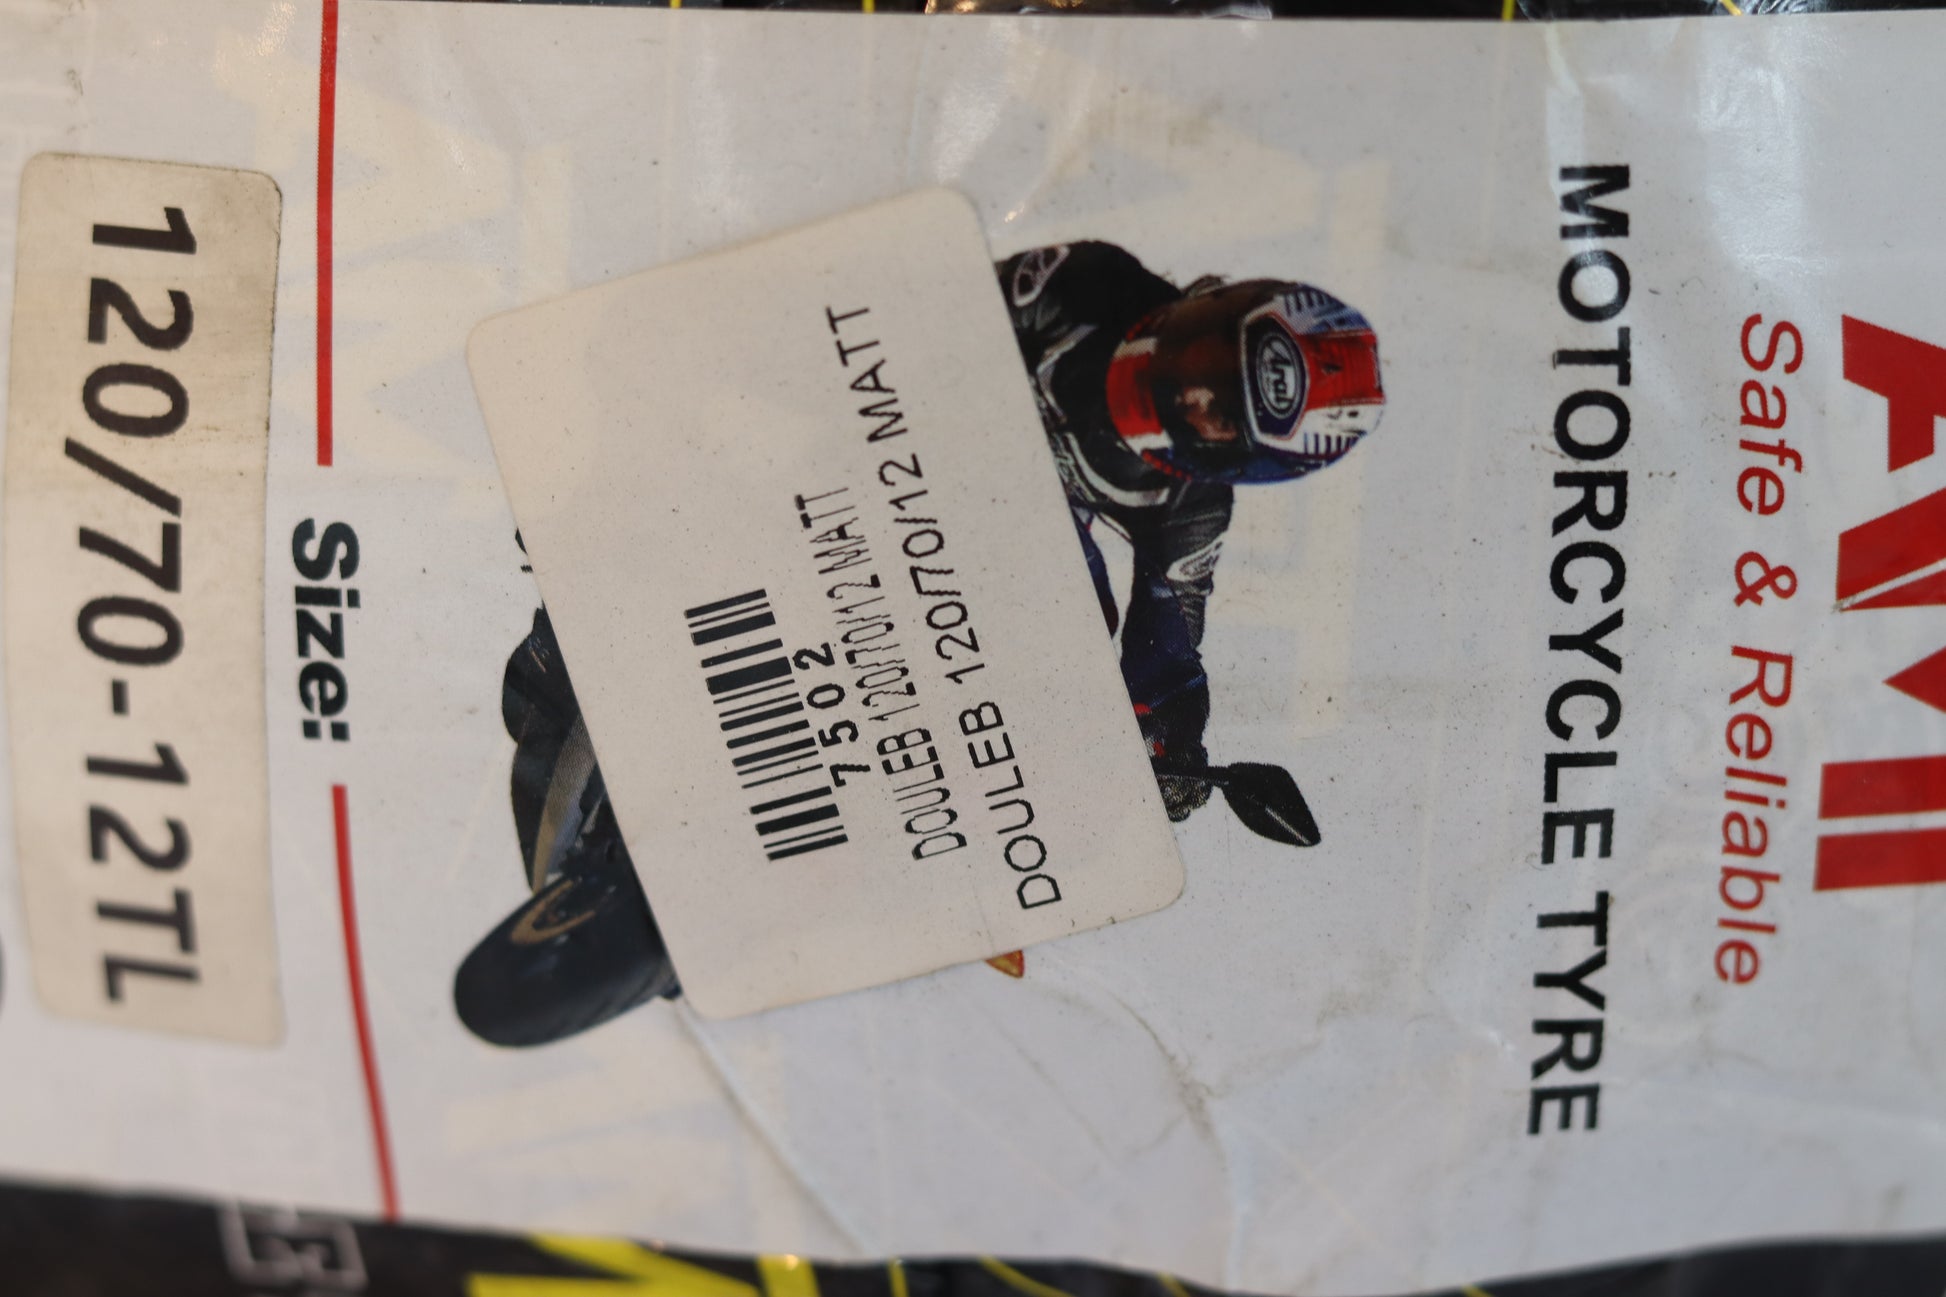 Safe & Reliable
MOTORCYCLE TYRE
Arai
7502
DOULEB 120/70/12 MATT
DOULEB 120/70/12 MATT
Size:
120/70-12TL